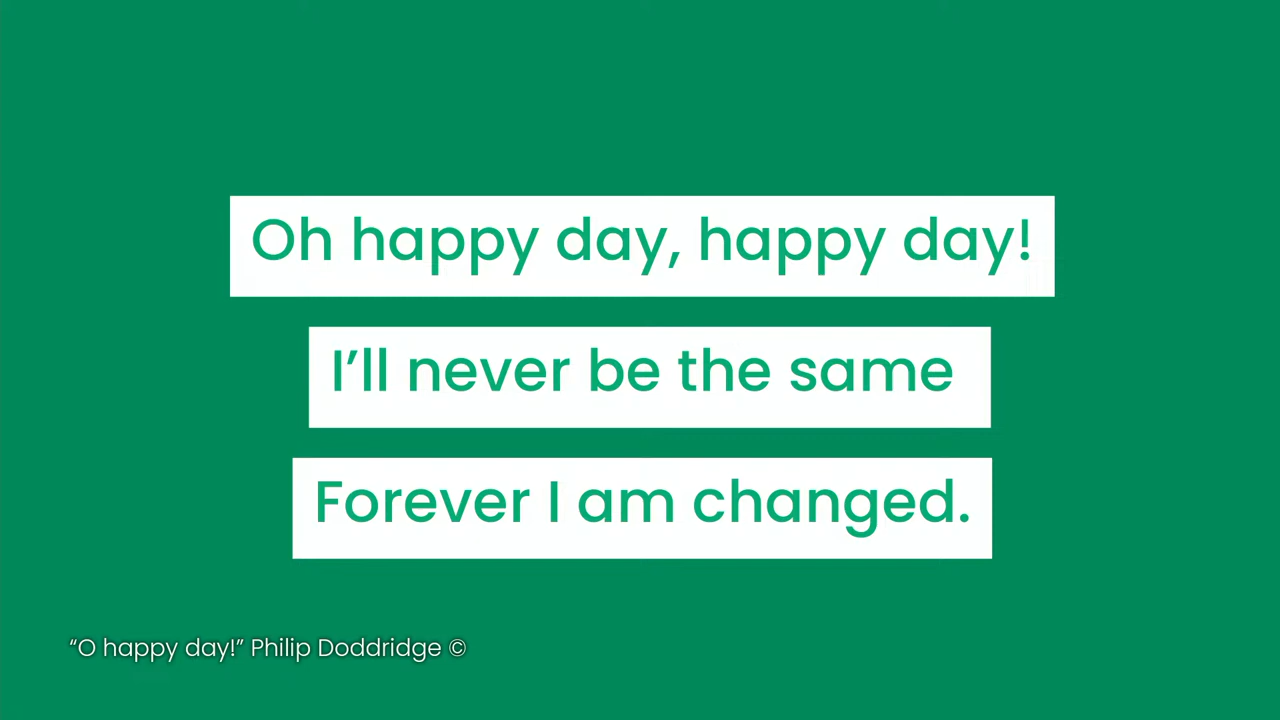 Oh happy day, happy day!
I’ll never be the same
Forever I am changed.
“O happy day!” Philip Doddridge ©